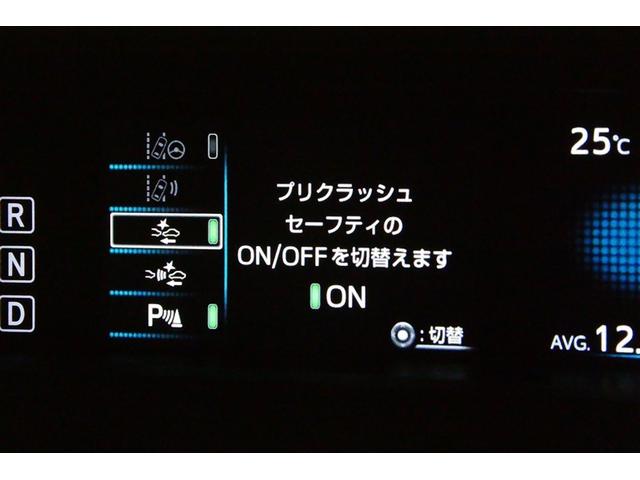 25℃
R
N
D
P
プリクラッシュ
セーフティの
ON/OFFを切替えます
ON
:切替
AVG. 12.